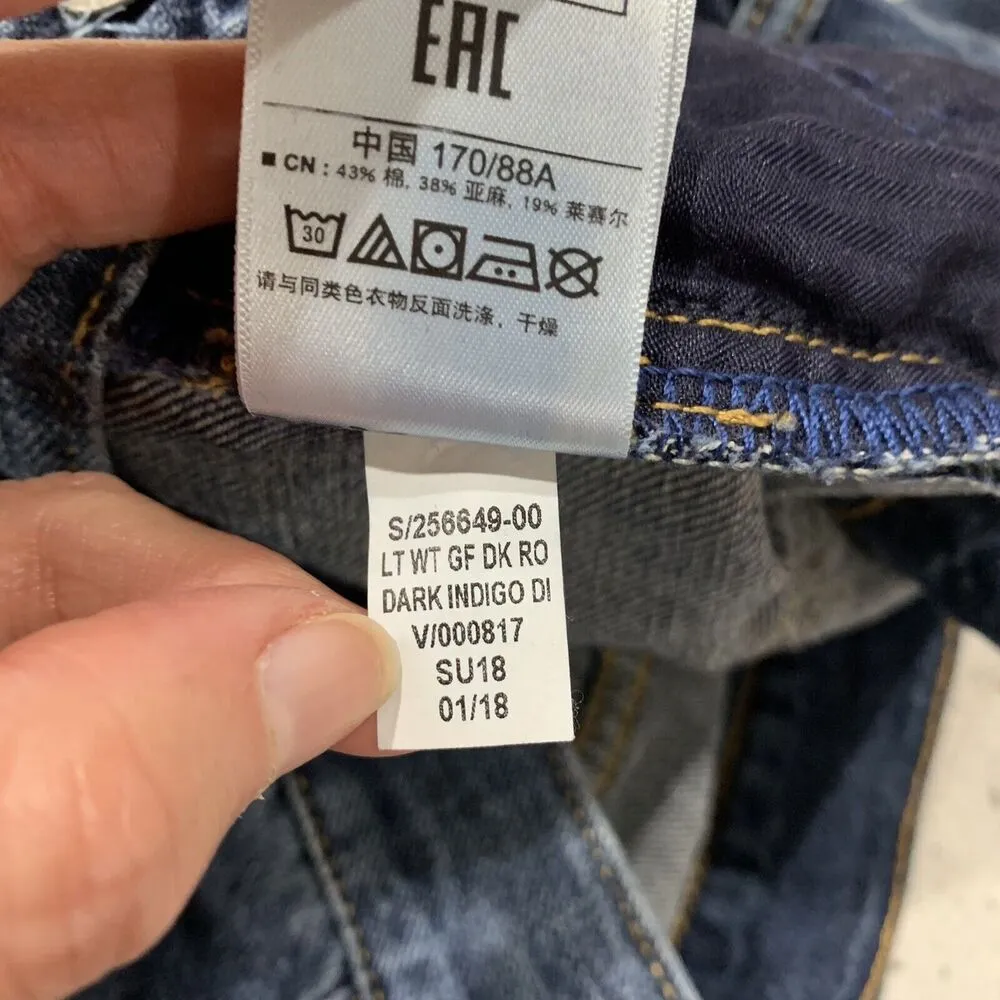 EAC
中国 170/88A
■ CN : 43% 棉, 38% 亚麻, 19% 莱赛尔
30
请与同类色衣物反面洗涤, 干燥
S/256649-00
LT WT GF DK RO
DARK INDIGO DI
V/000817
SU18
01/18